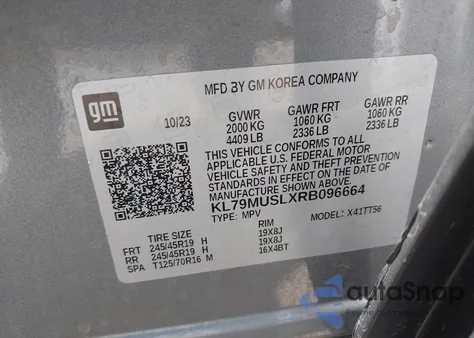 MFD BY GM KOREA COMPANY
gm
10/23
GVWR GAWR FRT GAWR RR
2000 KG 1060 KG 1060 KG
4409 LB 2336 LB 2336 LB
THIS VEHICLE CONFORMS TO ALL
APPLICABLE U.S. FEDERAL MOTOR
VEHICLE SAFETY AND THEFT PREVENTION
STANDARDS IN EFFECT ON THE DATE OF
MANUFACTURE SHOWN ABOVE.
KL79MUSLXRB096664
TYPE: MPV MODEL: X41TT56
TIRE SIZE RIM
FRT 245/45R19 H 19X8J
RR 245/45R19 H 19X8J
SPA T125/70R16 M 16X4BT
autoSnap